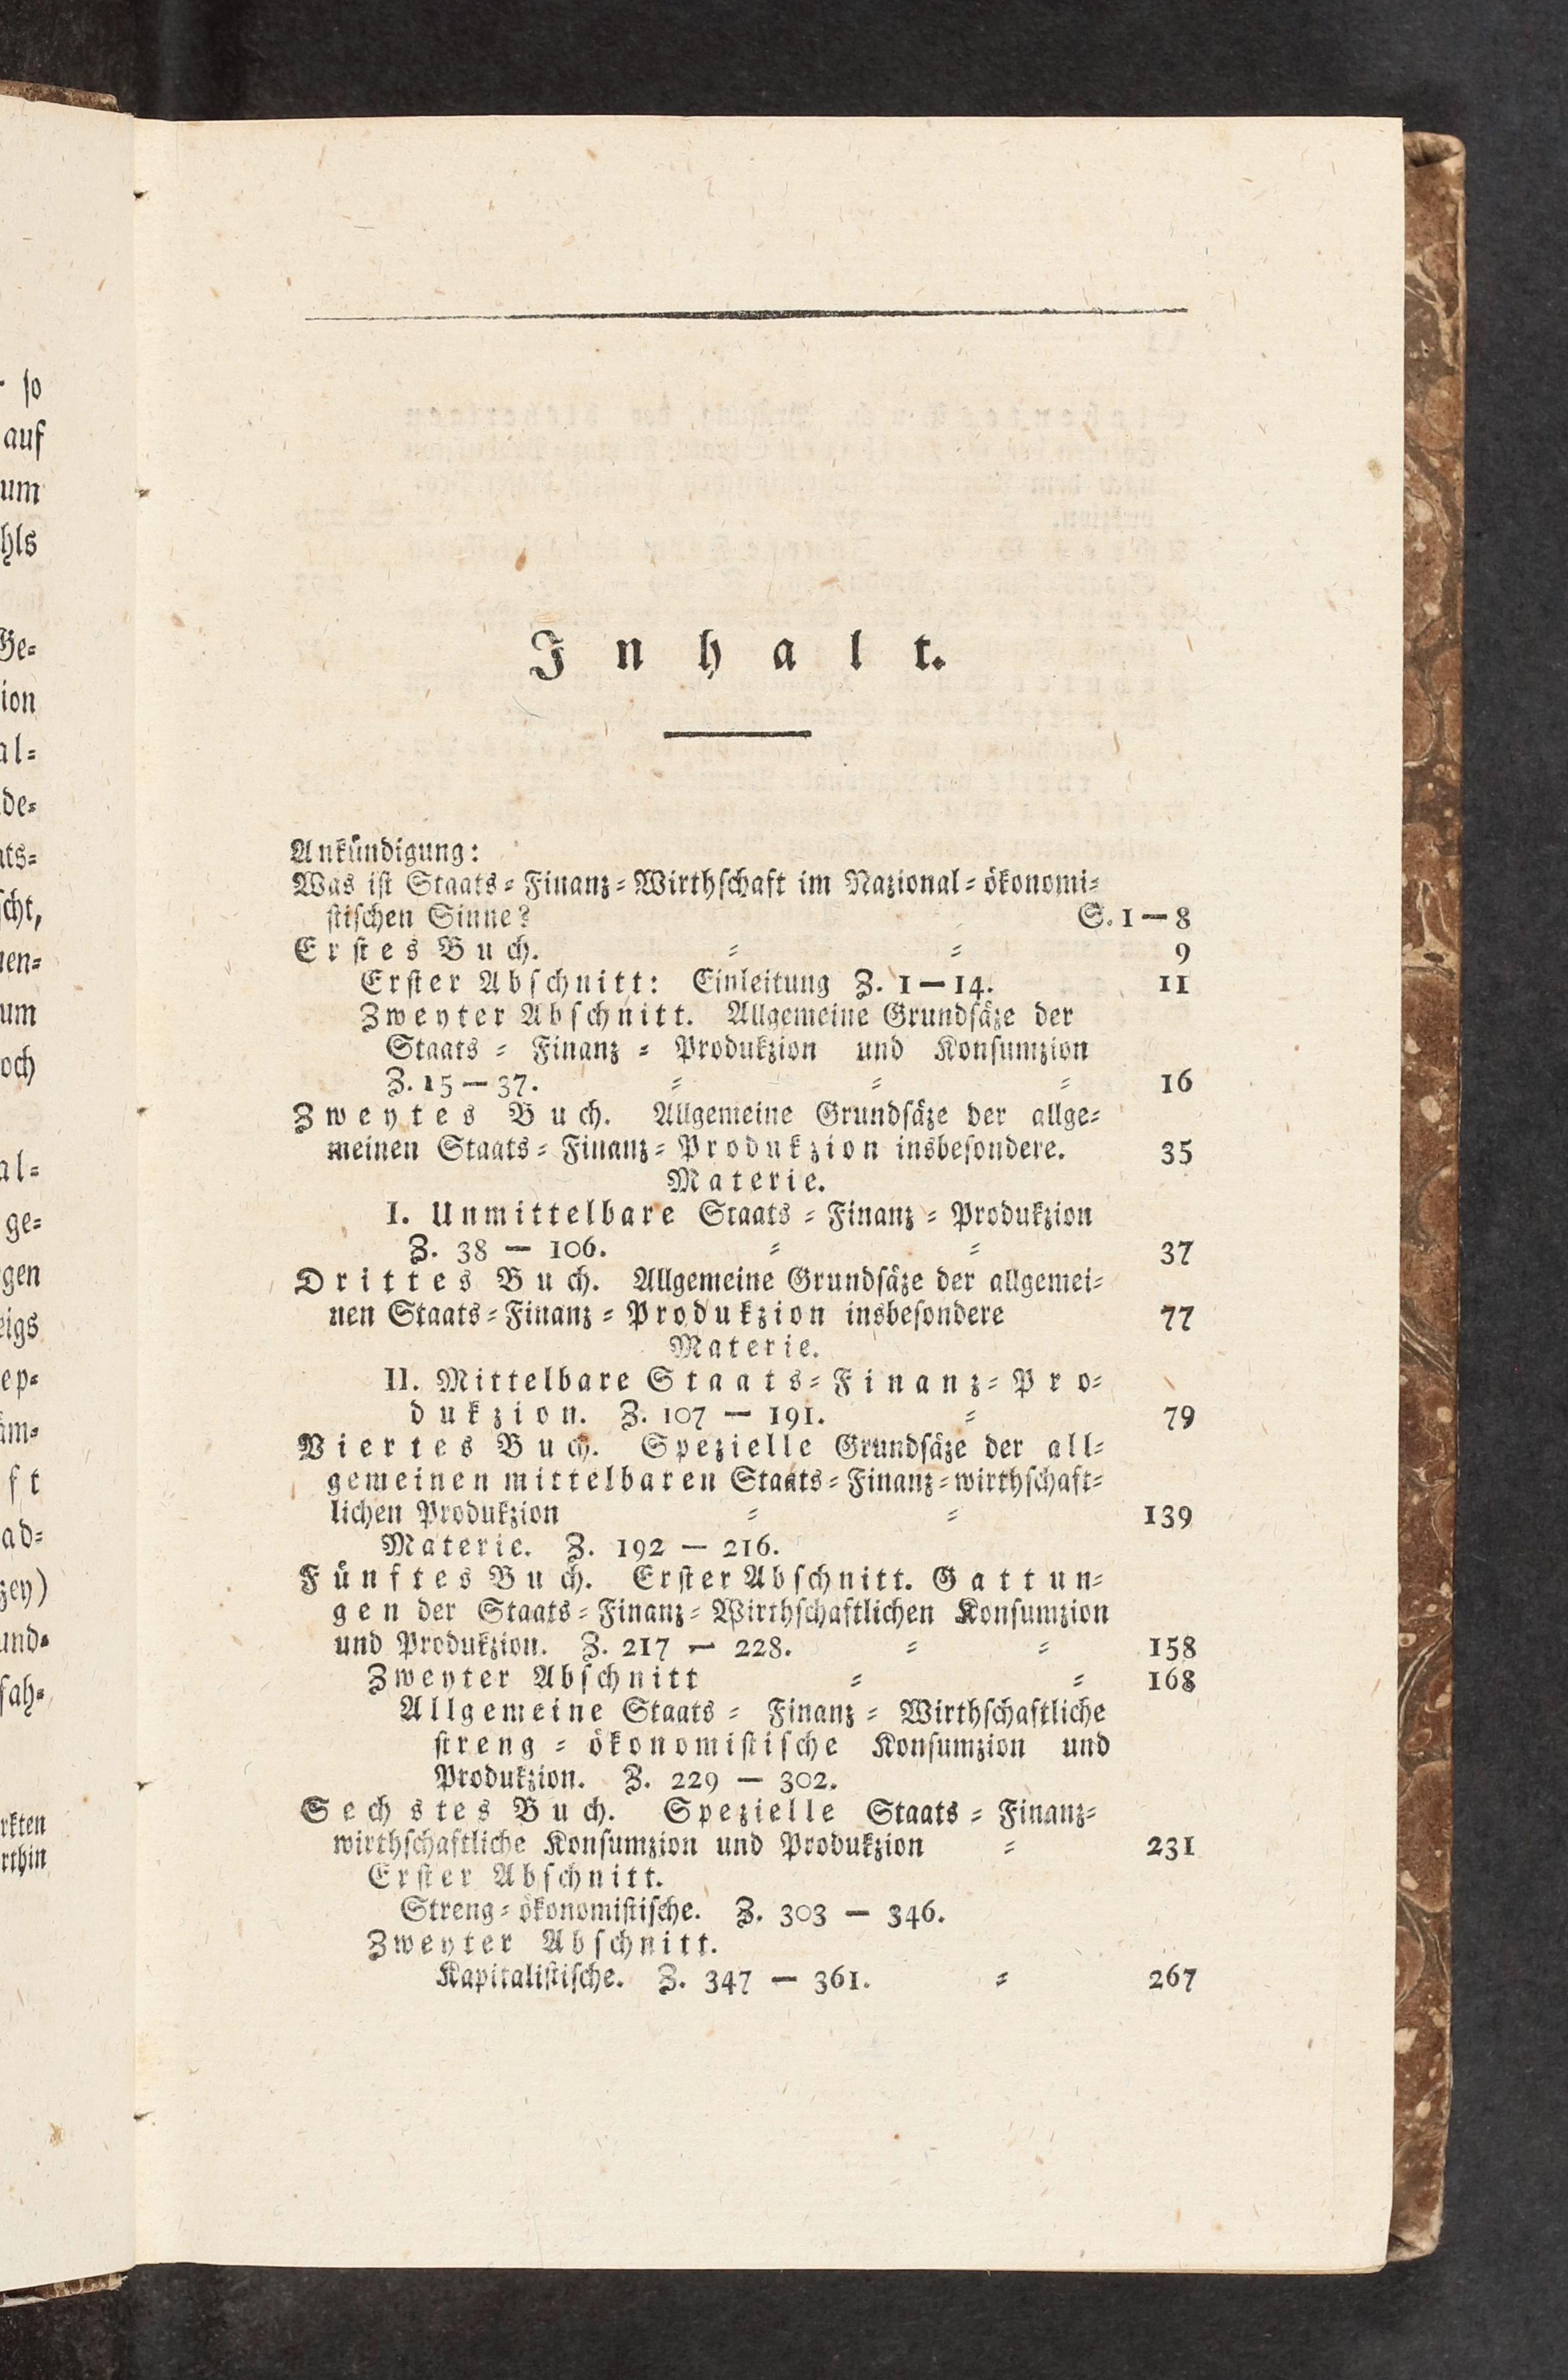 Inhalt.
Ankündigung:
Was ist Staats-Finanz-Wirthschaft im Nazional-ökonomi-
stischen Sinne? S. 1 — 8
Erstes Buch. - - 9
Erster Abschnitt: Einleitung Z. 1 — 14. 11
Zweyter Abschnitt. Allgemeine Grundsäze der
Staats-Finanz-Produkzion und Konsumzion
Z. 15 — 37. - - - 16
Zweytes Buch. Allgemeine Grundsäze der allge-
meinen Staats-Finanz-Produkzion insbesondere. 35
Materie.
I. Unmittelbare Staats-Finanz-Produkzion
Z. 38 — 106. - - 37
Drittes Buch. Allgemeine Grundsäze der allgemei-
nen Staats-Finanz-Produkzion insbesondere 77
Materie.
II. Mittelbare Staats-Finanz-Pro-
dukzion. Z. 107 — 191. - 79
Viertes Buch. Spezielle Grundsäze der all-
gemeinen mittelbaren Staats-Finanz-wirthschaft-
lichen Produkzion - - 139
Materie. Z. 192 — 216.
Fünftes Buch. Erster Abschnitt. Gattun-
gen der Staats-Finanz-Wirthschaftlichen Konsumzion
und Produkzion. Z. 217 — 228. - - 158
Zweyter Abschnitt - - 168
Allgemeine Staats-Finanz-Wirthschaftliche
streng-ökonomistische Konsumzion und
Produkzion. Z. 229 — 302.
Sechstes Buch. Spezielle Staats-Finanz-
wirthschaftliche Konsumzion und Produkzion - 231
Erster Abschnitt.
Streng-ökonomistische. Z. 303 — 346.
Zweyter Abschnitt.
Kapitalistische. Z. 347 — 361. - 267